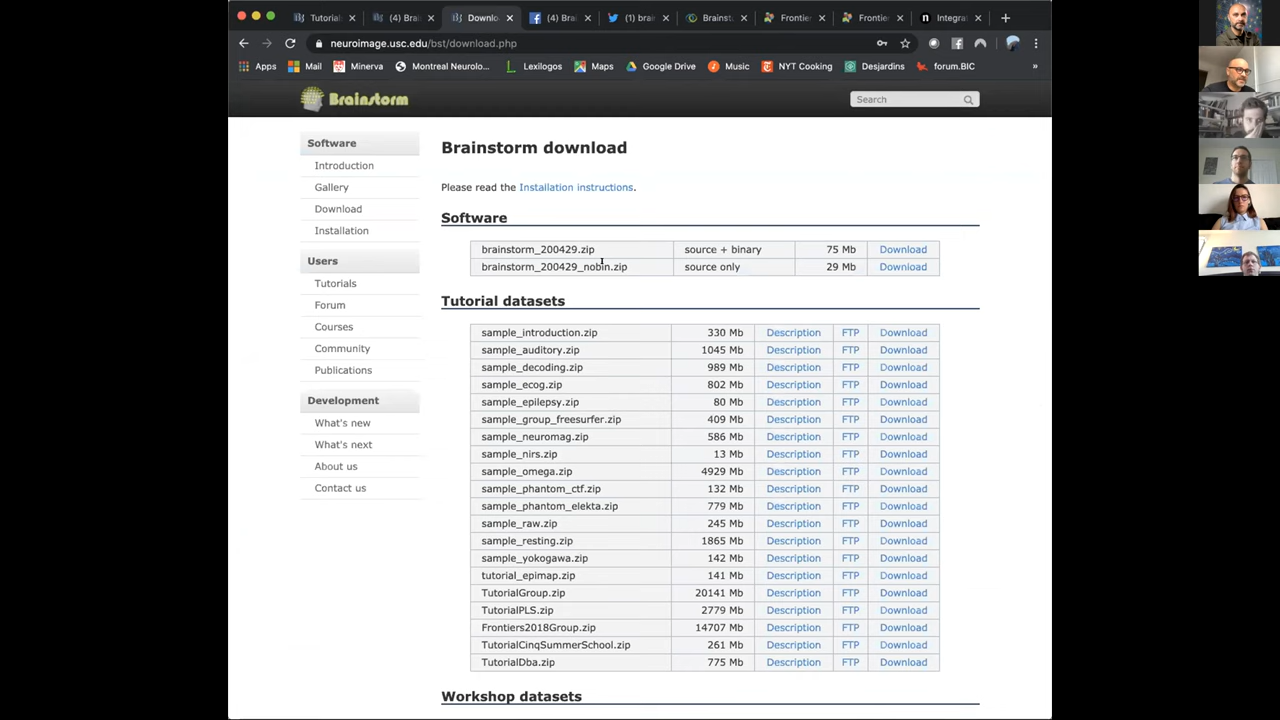 Tutorial
(4) Bra
Downlo
(4) Bra
(1) brain
Brainst
Frontier
Frontier
Integrat
neuroimage.usc.edu/bst/download.php
Apps
Mail
Minerva
Montreal Neurolo...
Lexilogos
Maps
Google Drive
Music
NYT Cooking
Desjardins
forum.BIC
»
Brainstorm
Search
Software
Introduction
Gallery
Download
Installation
Users
Tutorials
Forum
Courses
Community
Publications
Development
What's new
What's next
About us
Contact us
Brainstorm download
Please read the Installation instructions.
Software
brainstorm_200429.zip source + binary 75 Mb Download
brainstorm_200429_nobin.zip source only 29 Mb Download
Tutorial datasets
sample_introduction.zip 330 Mb Description FTP Download
sample_auditory.zip 1045 Mb Description FTP Download
sample_decoding.zip 989 Mb Description FTP Download
sample_ecog.zip 802 Mb Description FTP Download
sample_epilepsy.zip 80 Mb Description FTP Download
sample_group_freesurfer.zip 409 Mb Description FTP Download
sample_neuromag.zip 586 Mb Description FTP Download
sample_nirs.zip 13 Mb Description FTP Download
sample_omega.zip 4929 Mb Description FTP Download
sample_phantom_ctf.zip 132 Mb Description FTP Download
sample_phantom_elekta.zip 779 Mb Description FTP Download
sample_raw.zip 245 Mb Description FTP Download
sample_resting.zip 1865 Mb Description FTP Download
sample_yokogawa.zip 142 Mb Description FTP Download
tutorial_epimap.zip 141 Mb Description FTP Download
TutorialGroup.zip 20141 Mb Description FTP Download
TutorialPLS.zip 2779 Mb Description FTP Download
Frontiers2018Group.zip 14707 Mb Description FTP Download
TutorialCinqSummerSchool.zip 261 Mb Description FTP Download
TutorialDba.zip 775 Mb Description FTP Download
Workshop datasets